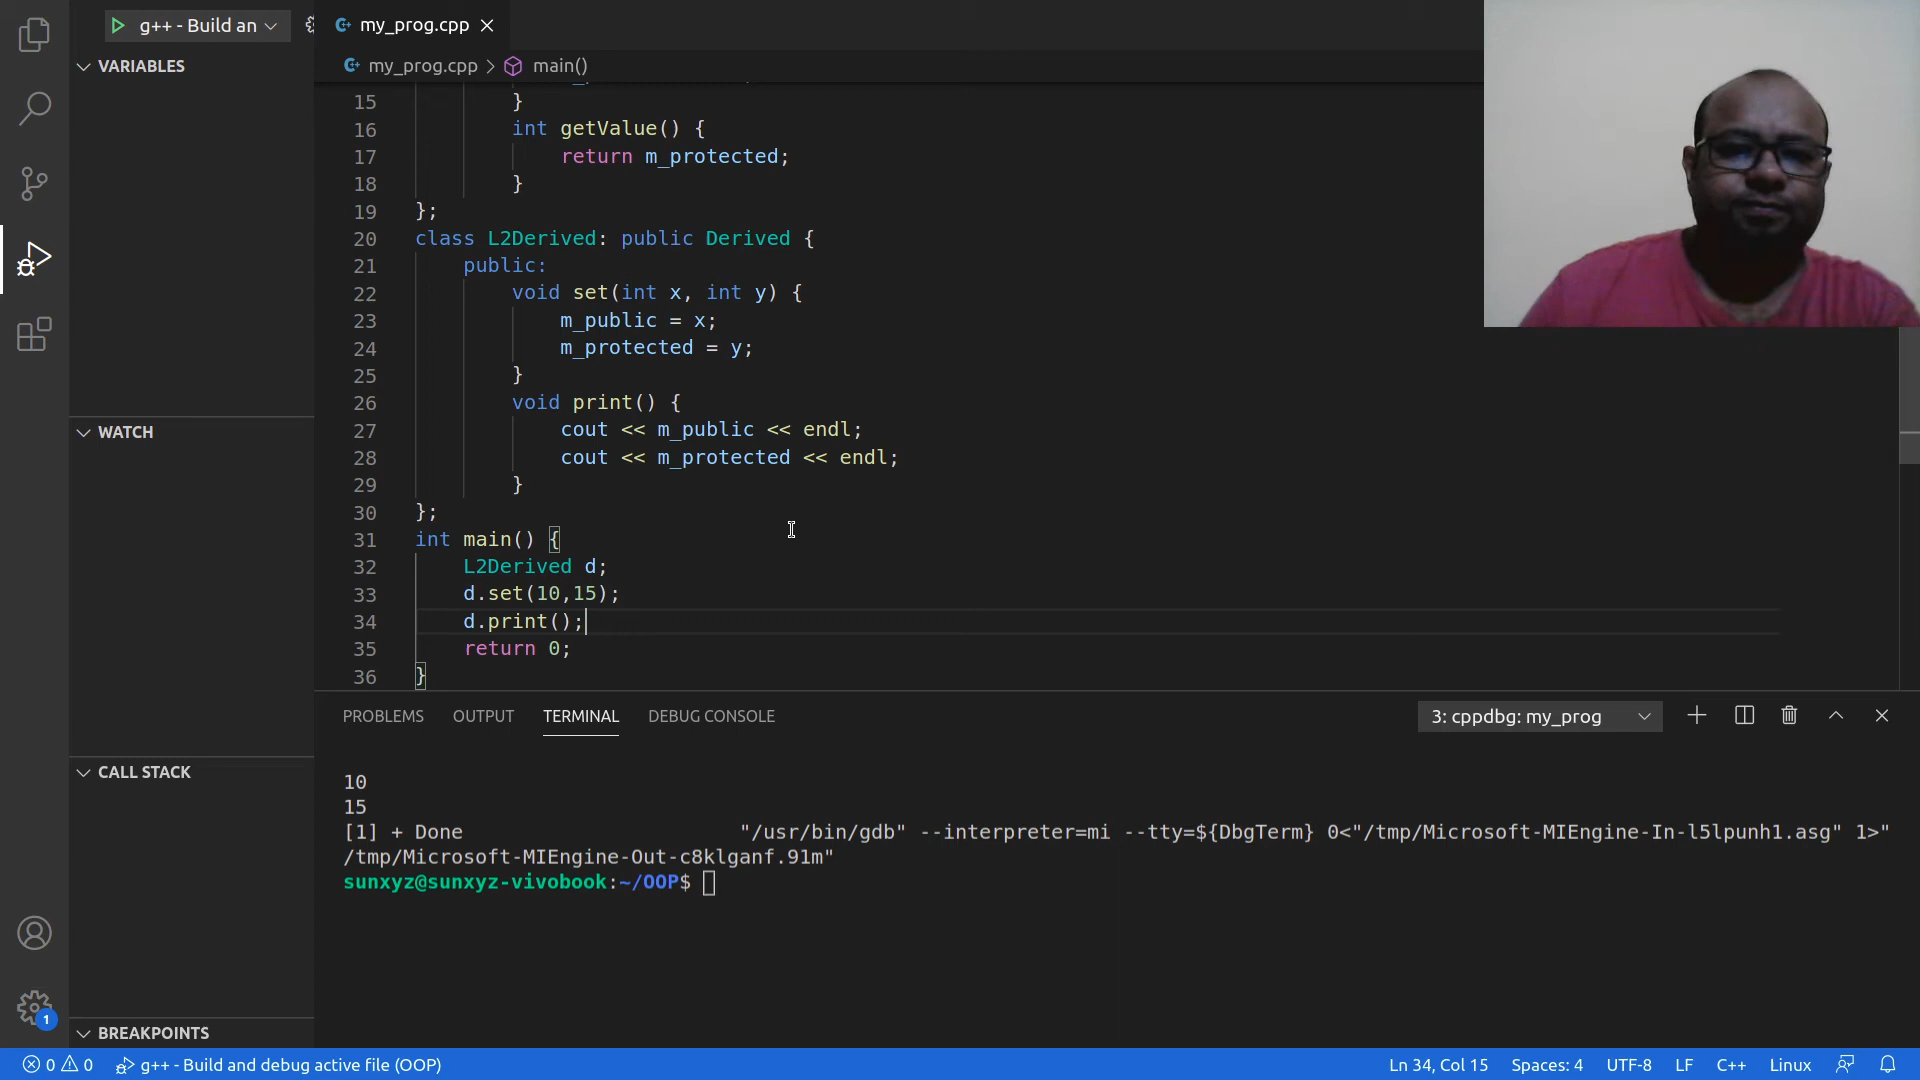 g++ - Build an
my_prog.cpp
my_prog.cpp > main()
VARIABLES
15 }
16 int getValue() {
17 return m_protected;
18 }
19 };
20 class L2Derived: public Derived {
21 public:
22 void set(int x, int y) {
23 m_public = x;
24 m_protected = y;
25 }
26 void print() {
27 cout << m_public << endl;
28 cout << m_protected << endl;
29 }
30 };
31 int main() {
32 L2Derived d;
33 d.set(10,15);
34 d.print();
35 return 0;
36 }
WATCH
CALL STACK
BREAKPOINTS
PROBLEMS OUTPUT TERMINAL DEBUG CONSOLE 3: cppdbg: my_prog
10
15
[1] + Done "/usr/bin/gdb" --interpreter=mi --tty=${DbgTerm} 0<"/tmp/Microsoft-MIEngine-In-l5lpunh1.asg" 1>"
/tmp/Microsoft-MIEngine-Out-c8klganf.91m"
sunxyz@sunxyz-vivobook:~/OOP$
1
0 0 g++ - Build and debug active file (OOP) Ln 34, Col 15 Spaces: 4 UTF-8 LF C++ Linux